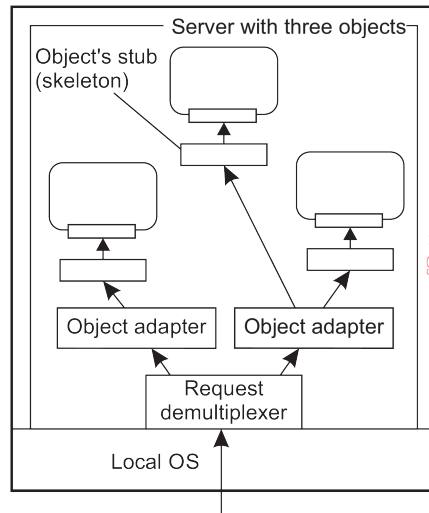 Server with three objects
Object's stub
(skeleton)
Object adapter
Object adapter
Request
demultiplexer
Local OS